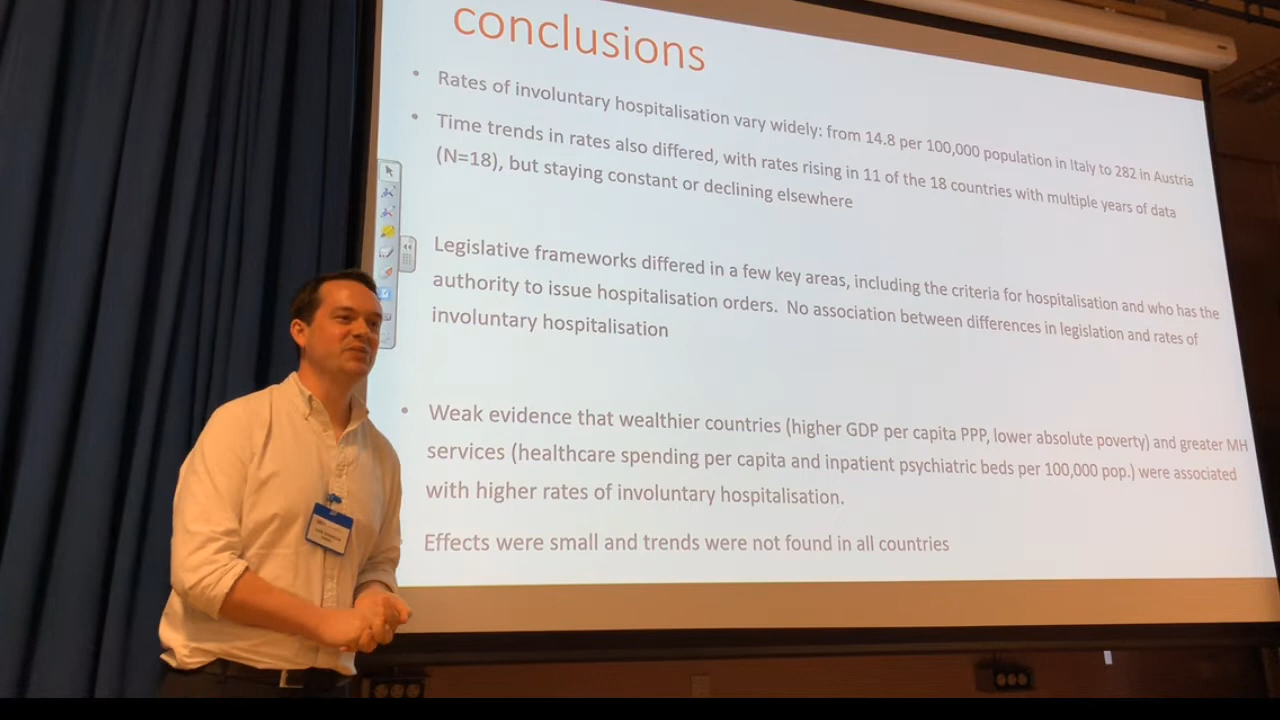 conclusions
• Rates of involuntary hospitalisation vary widely: from 14.8 per 100,000 population in Italy to 282 in Austria
• Time trends in rates also differed, with rates rising in 11 of the 18 countries with multiple years of data
(N=18), but staying constant or declining elsewhere
Legislative frameworks differed in a few key areas, including the criteria for hospitalisation and who has the
authority to issue hospitalisation orders. No association between differences in legislation and rates of
involuntary hospitalisation
• Weak evidence that wealthier countries (higher GDP per capita PPP, lower absolute poverty) and greater MH
services (healthcare spending per capita and inpatient psychiatric beds per 100,000 pop.) were associated
with higher rates of involuntary hospitalisation.
Effects were small and trends were not found in all countries